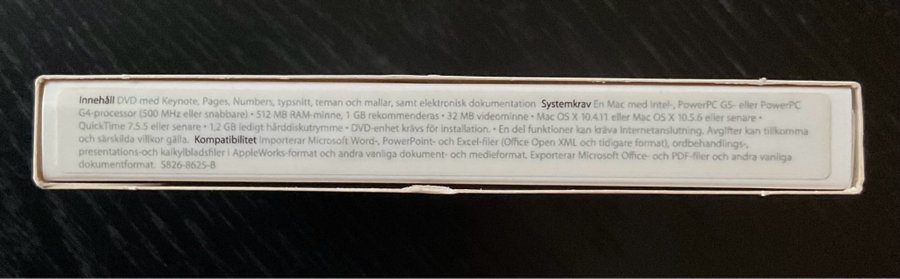 Innehåll DVD med Keynote, Pages, Numbers, typsnitt, teman och mallar, samt elektronisk dokumentation Systemkrav En Mac med Intel-, PowerPC G5- eller PowerPC
G4-processor (500 MHz eller snabbare) • 512 MB RAM-minne, 1 GB rekommenderas • 32 MB videominne • Mac OS X 10.4.11 eller Mac OS X 10.5.6 eller senare •
QuickTime 7.5.5 eller senare • 1,2 GB ledigt hårddiskutrymme • DVD-enhet krävs för installation. • En del funktioner kan kräva Internetanslutning. Avgifter kan tillkomma
och särskilda villkor gälla. Kompatibilitet Importerar Microsoft Word-, PowerPoint- och Excel-filer (Office Open XML och tidigare format), ordbehandlings-,
presentations-och kalkylbladsfiler i AppleWorks-format och andra vanliga dokument- och medieformat. Exporterar Microsoft Office- och PDF-filer och andra vanliga
dokumentformat. S826-8625-B